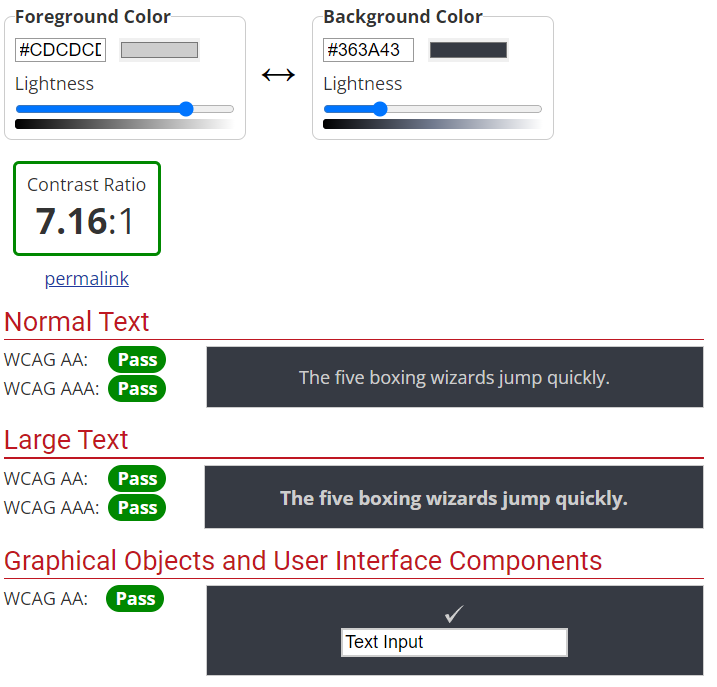 Foreground Color
#CDCDCD
Lightness
Background Color
#363A43
Lightness
Contrast Ratio
7.16:1
permalink
Normal Text
WCAG AA: Pass
WCAG AAA: Pass
The five boxing wizards jump quickly.
Large Text
WCAG AA: Pass
WCAG AAA: Pass
The five boxing wizards jump quickly.
Graphical Objects and User Interface Components
WCAG AA: Pass
✓
Text Input